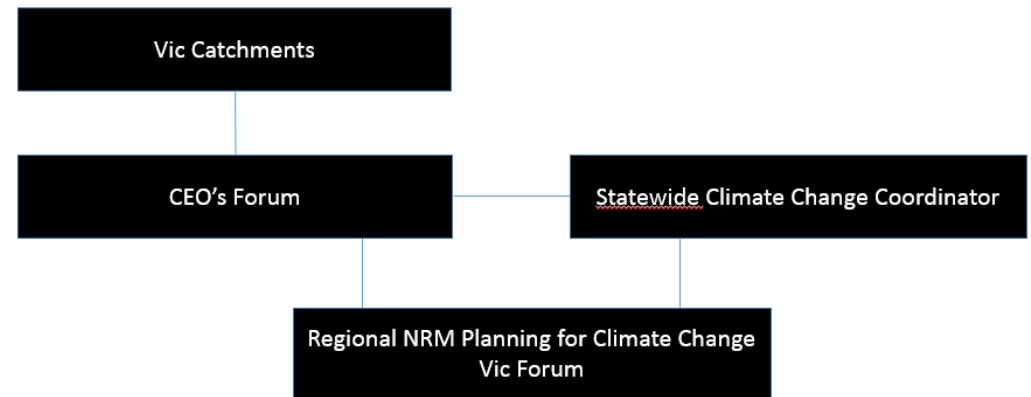 Vic Catchments
CEO’s Forum
Statewide Climate Change Coordinator
Regional NRM Planning for Climate Change
Vic Forum